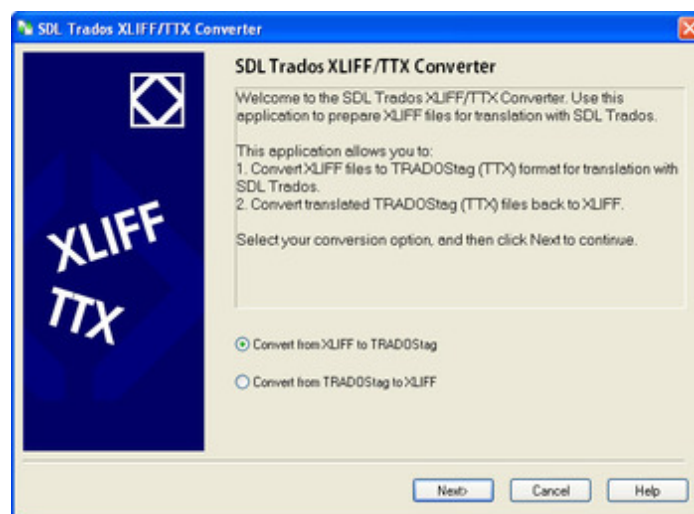 SDL Trados XLIFF/TTX Converter
SDL Trados XLIFF/TTX Converter
Welcome to the SDL Trados XLIFF/TTX Converter. Use this
application to prepare XLIFF files for translation with SDL Trados.
This application allows you to:
1. Convert XLIFF files to TRADOStag (TTX) format for translation with
SDL Trados.
2. Convert translated TRADOStag (TTX) files back to XLIFF.
Select your conversion option, and then click Next to continue.
XLIFF
TTX
Convert from XLIFF to TRADOStag
Convert from TRADOStag to XLIFF
Next>
Cancel
Help